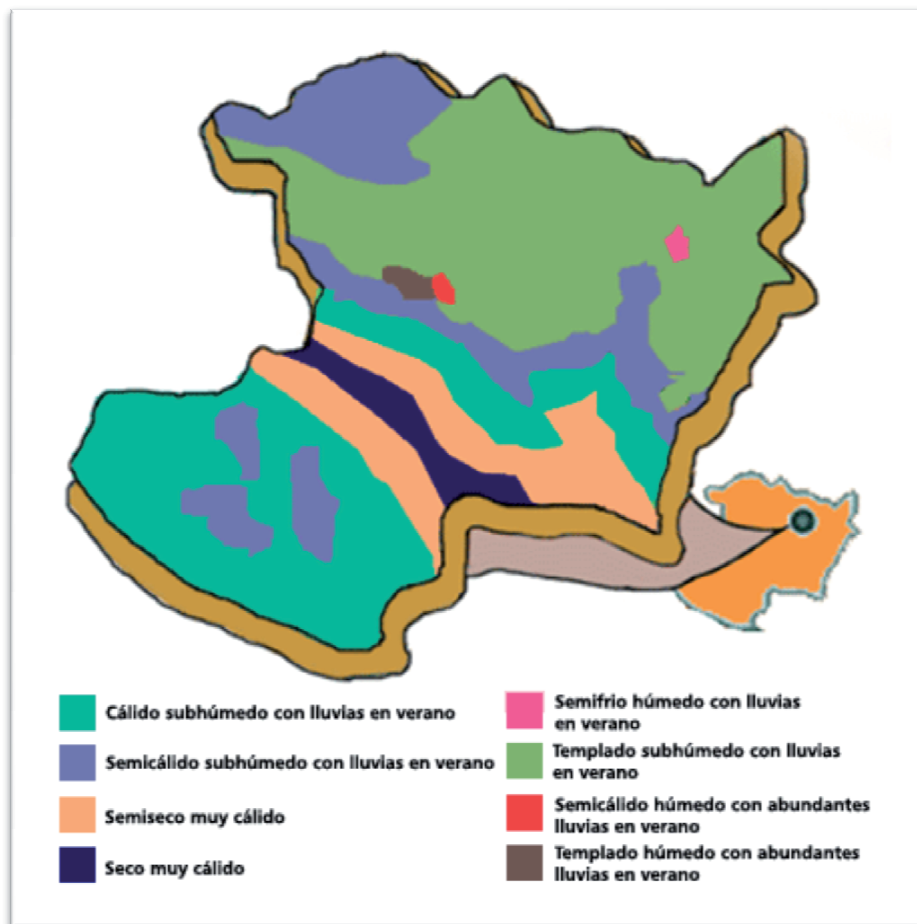 Cálido subhúmedo con lluvias en verano
Semicálido subhúmedo con lluvias en verano
Semiseco muy cálido
Seco muy cálido
Semifrio húmedo con lluvias
en verano
Templado subhúmedo con lluvias
en verano
Semicálido húmedo con abundantes
lluvias en verano
Templado húmedo con abundantes
lluvias en verano